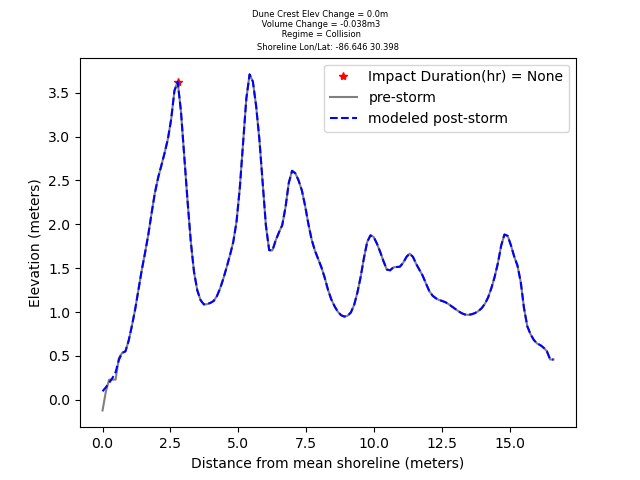 Dune Crest Elev Change = 0.0m
Volume Change = -0.038m3
Regime = Collision
Shoreline Lon/Lat: -86.646 30.398
Impact Duration(hr) = None
pre-storm
modeled post-storm
Elevation (meters)
3.5
3.0
2.5
2.0
1.5
1.0
0.5
0.0
0.0 2.5 5.0 7.5 10.0 12.5 15.0
Distance from mean shoreline (meters)